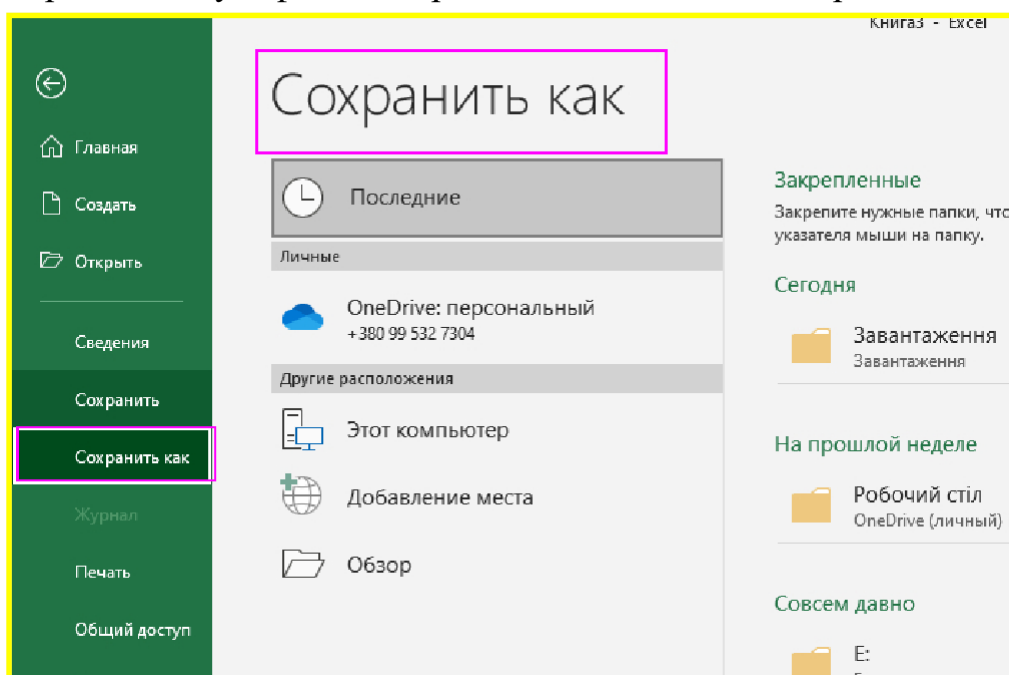 Книга3 - Excel
Сохранить как
Главная
Создать
Открыть
Сведения
Сохранить
Сохранить как
Журнал
Печать
Общий доступ
Последние
Личные
OneDrive: персональный
+380 99 532 7304
Другие расположения
Этот компьютер
Добавление места
Обзор
Закрепленные
Закрепите нужные папки, что
указателя мыши на папку.
Сегодня
Завантаження
Завантаження
На прошлой неделе
Робочий стіл
OneDrive (личный)
Совсем давно
E: